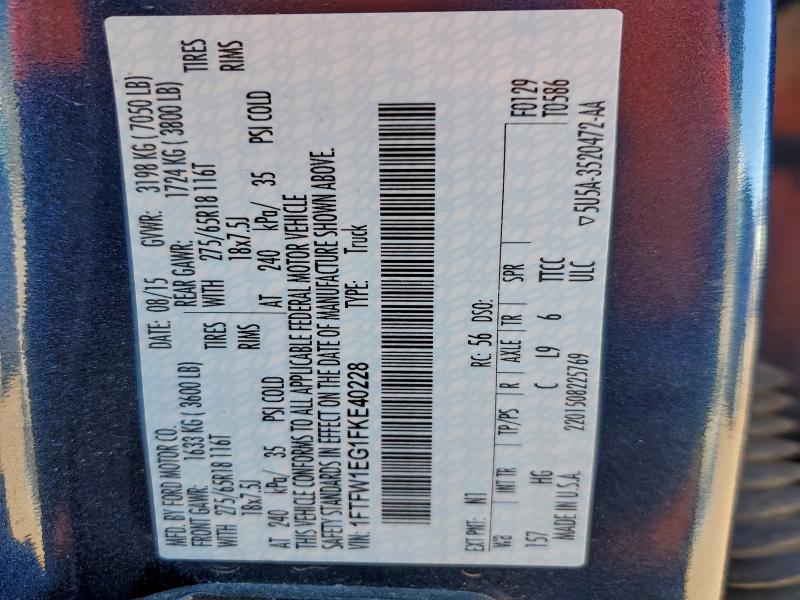 MFD. BY FORD MOTOR CO. DATE: 08/15 GVWR: 3198 KG ( 7050 LB)
FRONT GAWR: 1633 KG ( 3600 LB) REAR GAWR: 1724 KG ( 3800 LB)
WITH 275/65R18 116T TIRES WITH 275/65R18 116T TIRES
18x7.5J RIMS 18x7.5J RIMS
AT 240 kPa/ 35 PSI COLD AT 240 kPa/ 35 PSI COLD
THIS VEHICLE CONFORMS TO ALL APPLICABLE FEDERAL MOTOR VEHICLE
SAFETY STANDARDS IN EFFECT ON THE DATE OF MANUFACTURE SHOWN ABOVE.
VIN: 1FTFW1EG1FKE40228 TYPE: Truck
EXT PNT: N1 RC: 56 DSO: F0129
WB INT TR TP/PS R AXLE TR SPR T0586
157 HG C L9 6 TTCC
ULC
MADE IN U.S.A. 2201508225769 5U5A-3520472-AA